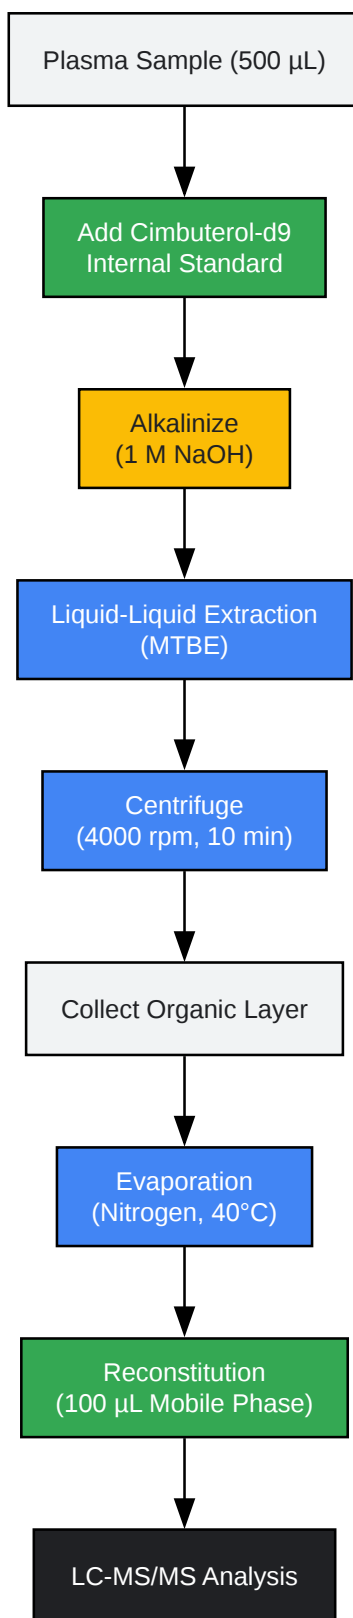 Plasma Sample (500 µL)
Add Cimbuterol-d9
Internal Standard
Alkalinize
(1 M NaOH)
Liquid-Liquid Extraction
(MTBE)
Centrifuge
(4000 rpm, 10 min)
Collect Organic Layer
Evaporation
(Nitrogen, 40°C)
Reconstitution
(100 µL Mobile Phase)
LC-MS/MS Analysis